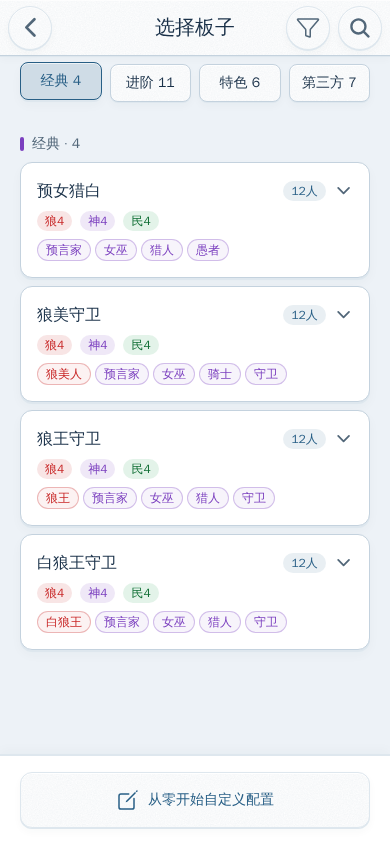 选择板子
经典 4 进阶 11 特色 6 第三方 7
经典 · 4
预女猎白 12人
狼4 神4 民4
预言家 女巫 猎人 愚者
狼美守卫 12人
狼4 神4 民4
狼美人 预言家 女巫 骑士 守卫
狼王守卫 12人
狼4 神4 民4
狼王 预言家 女巫 猎人 守卫
白狼王守卫 12人
狼4 神4 民4
白狼王 预言家 女巫 猎人 守卫
从零开始自定义配置